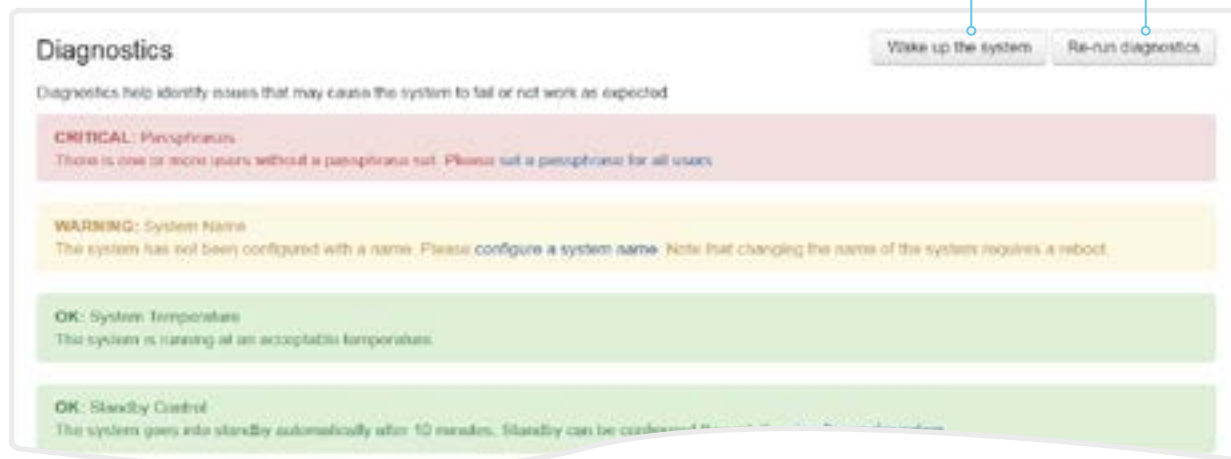 Diagnostics
Wake up the system
Re-run diagnostics
Diagnostics help identify issues that may cause the system to fail or not work as expected
CRITICAL: Passphrases
There is one or more users without a passphrase set. Please set a passphrase for all users
WARNING: System Name
The system has not been configured with a name. Please configure a system name. Note that changing the name of the system requires a reboot.
OK: System Temperature
The system is running at an acceptable temperature.
OK: Standby Control
The system goes into standby automatically after 10 minutes. Standby can be configured